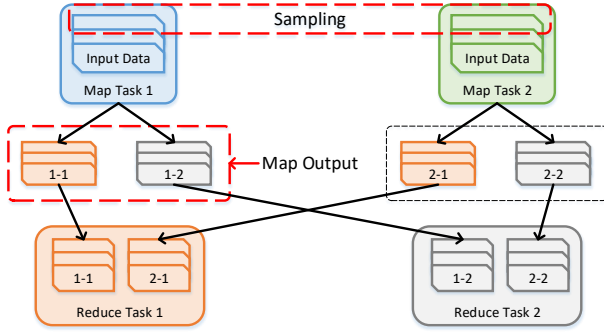 Sampling
Input Data
Input Data
Map Task 1
Map Task 2
Map Output
1-1
1-2
2-1
2-2
1-1
2-1
1-2
2-2
Reduce Task 1
Reduce Task 2